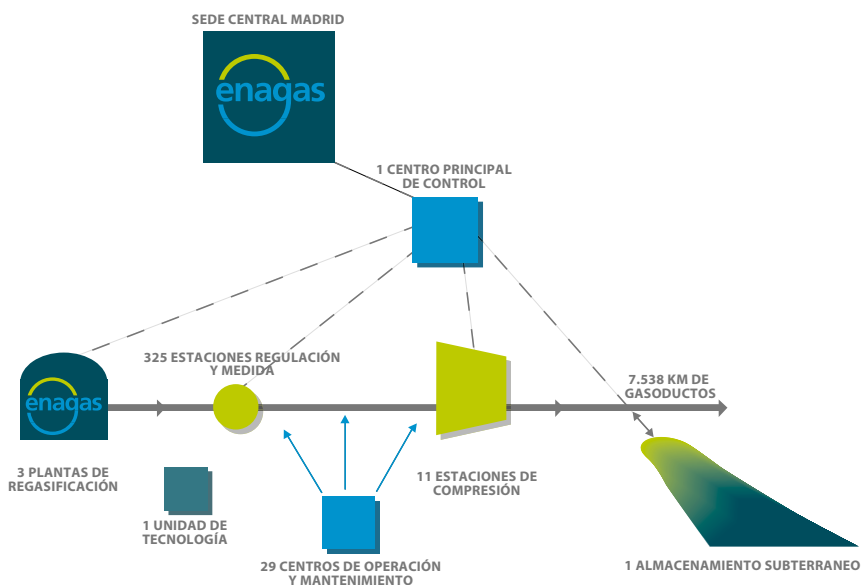 SEDE CENTRAL MADRID
enagas
1 CENTRO PRINCIPAL
DE CONTROL
325 ESTACIONES REGULACIÓN
Y MEDIDA
7.538 KM DE
GASODUCTOS
enagas
3 PLANTAS DE
REGASIFICACIÓN
11 ESTACIONES DE
COMPRESIÓN
1 UNIDAD DE
TECNOLOGÍA
29 CENTROS DE OPERACIÓN
Y MANTENIMIENTO
1 ALMACENAMIENTO SUBTERRANEO